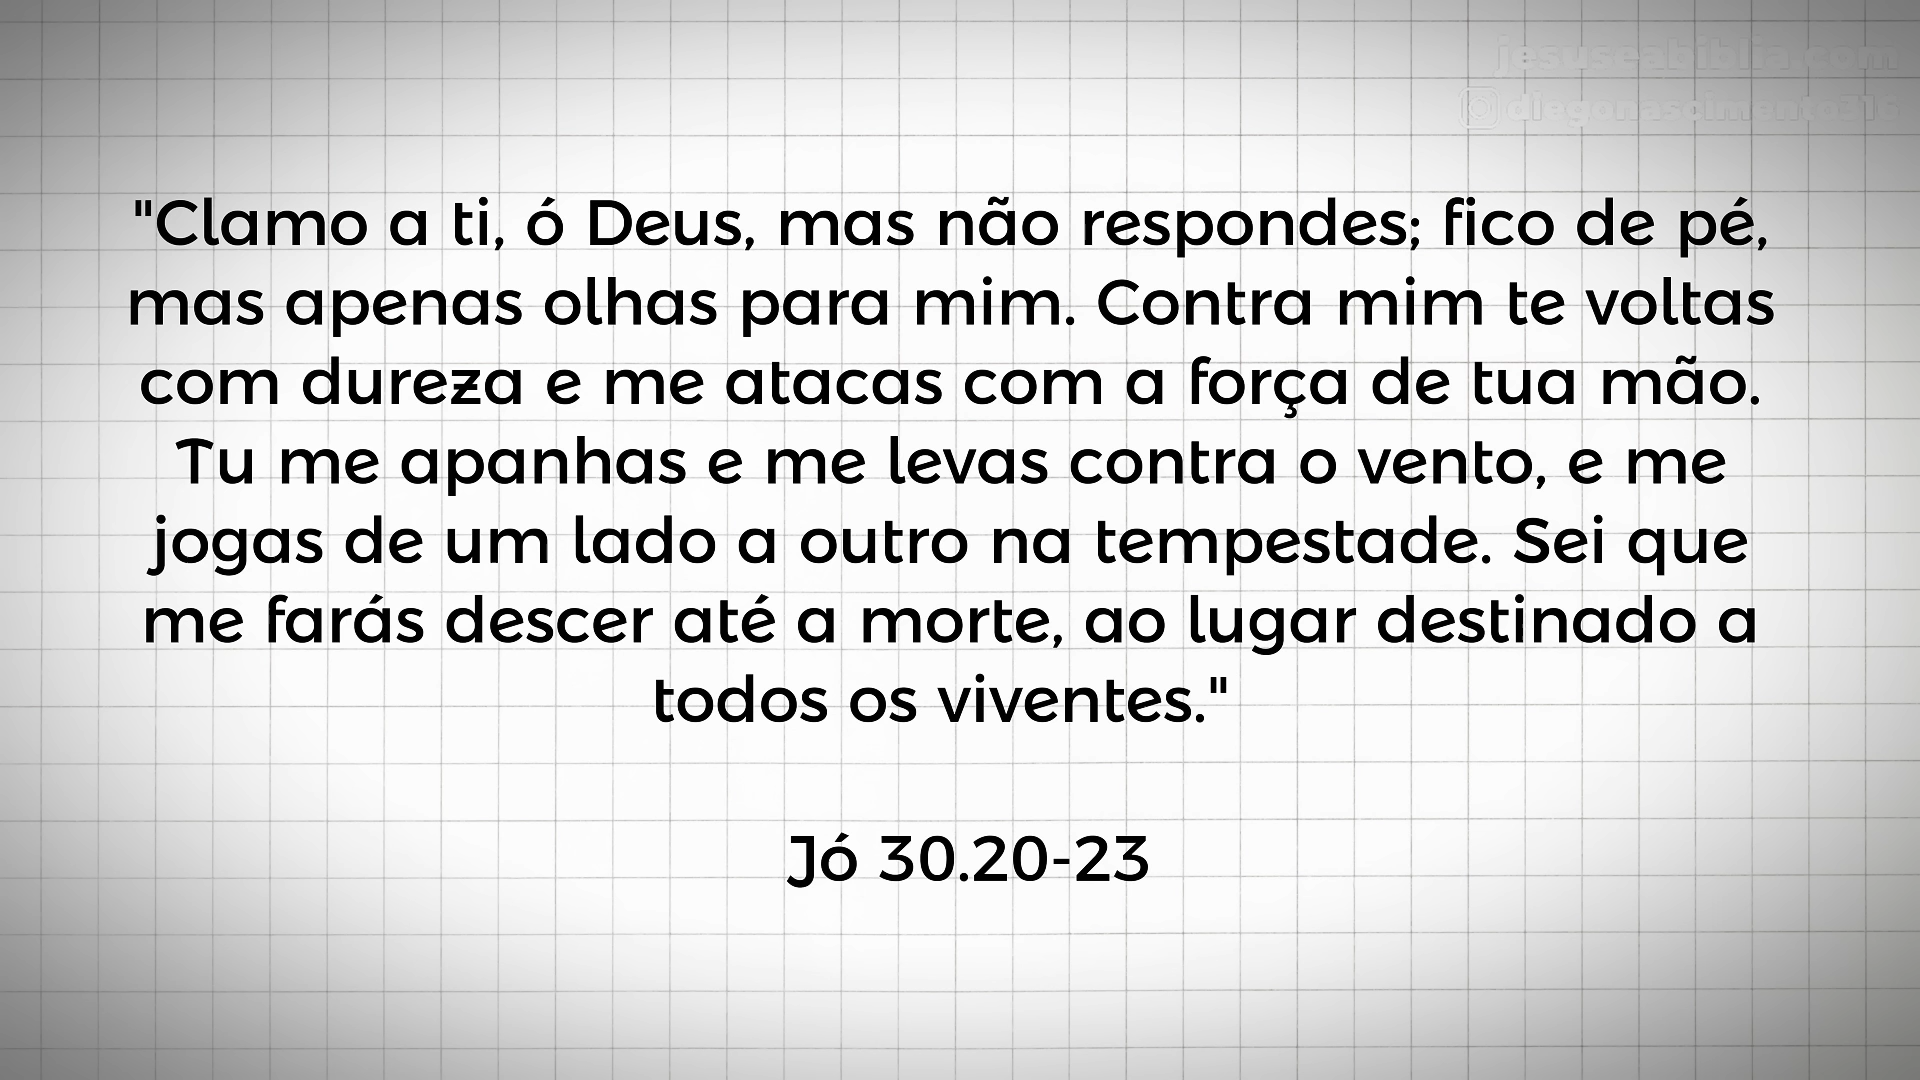 jesuseabiblia.com
diegonascimento316
"Clamo a ti, ó Deus, mas não respondes; fico de pé,
mas apenas olhas para mim. Contra mim te voltas
com dureza e me atacas com a força de tua mão.
Tu me apanhas e me levas contra o vento, e me
jogas de um lado a outro na tempestade. Sei que
me farás descer até a morte, ao lugar destinado a
todos os viventes."
Jó 30.20-23